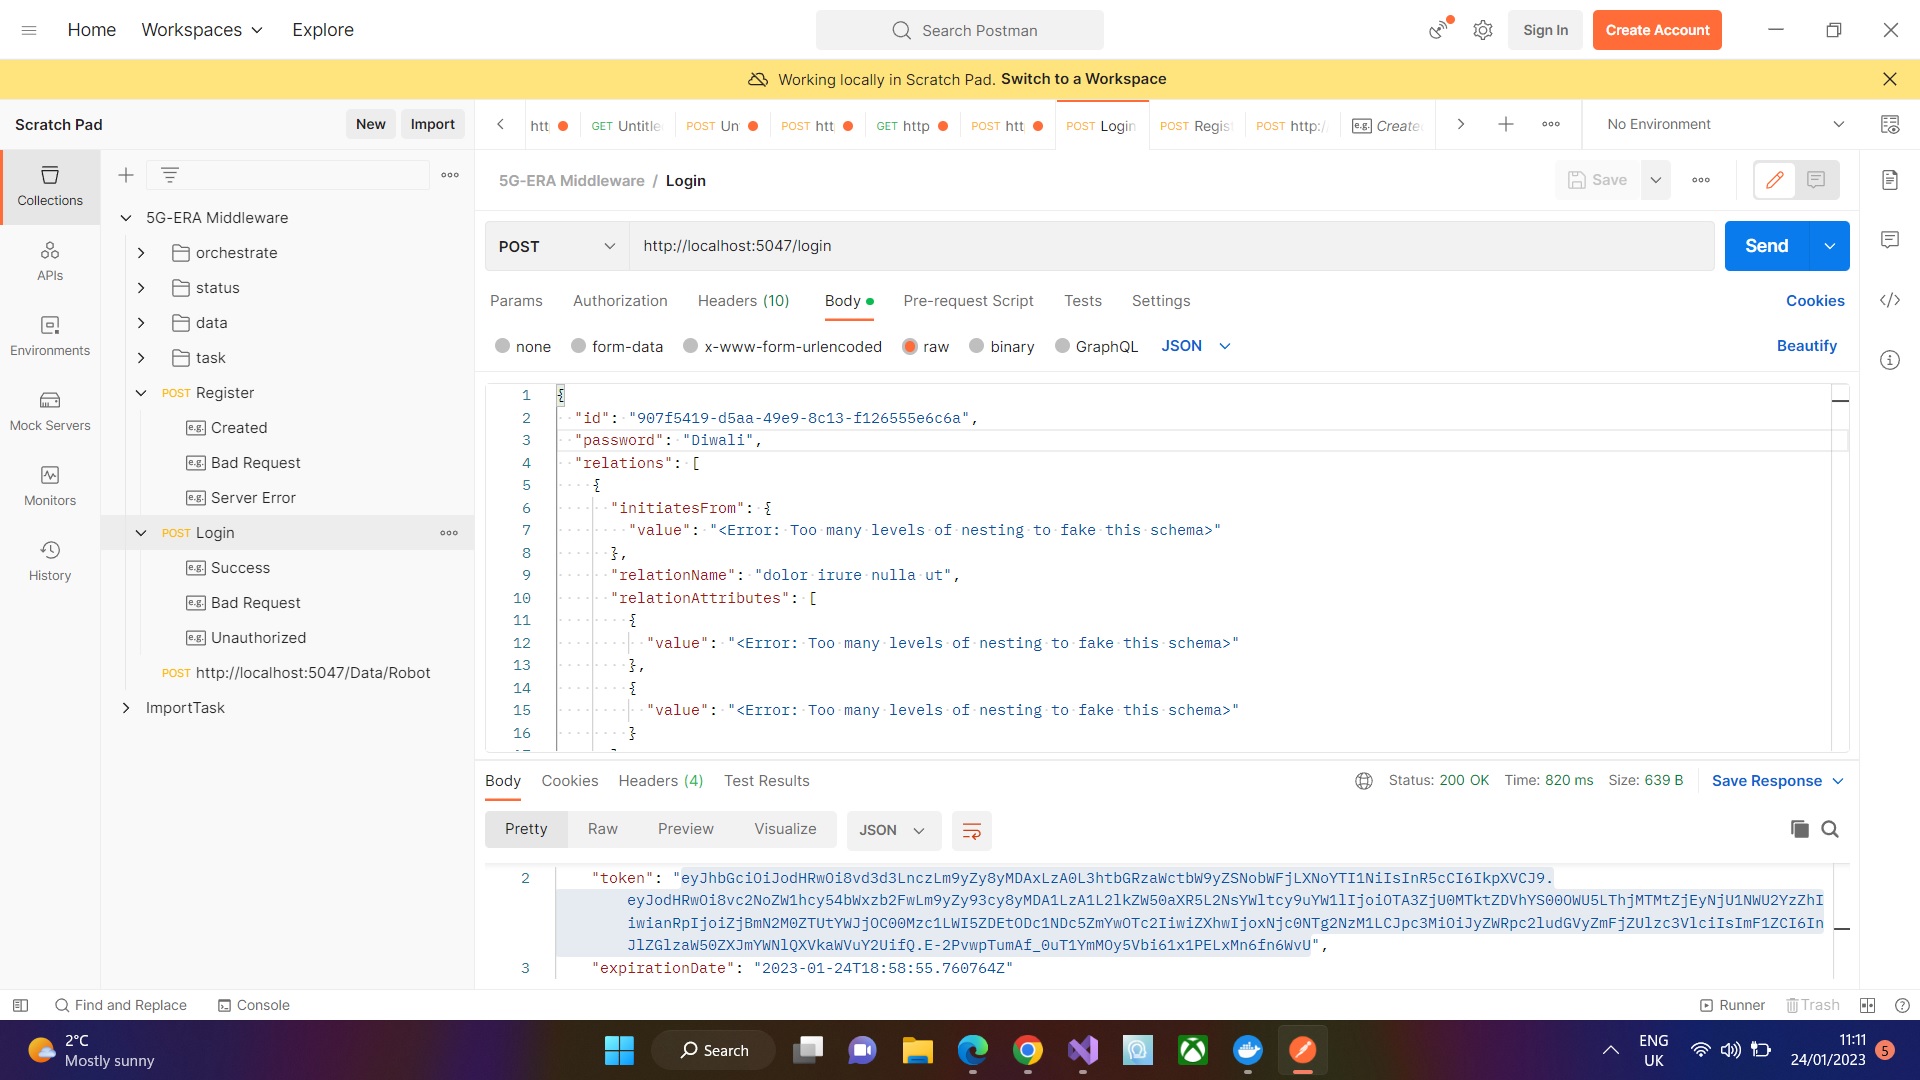 Home Workspaces Explore Search Postman Sign In Create Account
Working locally in Scratch Pad. Switch to a Workspace
Scratch Pad New Import
htt GET Untitle POST Un POST htt GET http POST htt POST Login POST Regis POST http:/ e.g. Create No Environment
Collections
APIs
Environments
Mock Servers
Monitors
History
5G-ERA Middleware
orchestrate
status
data
task
POST Register
e.g. Created
e.g. Bad Request
e.g. Server Error
POST Login
e.g. Success
e.g. Bad Request
e.g. Unauthorized
POST http://localhost:5047/Data/Robot
ImportTask
5G-ERA Middleware / Login Save
POST http://localhost:5047/login Send
Params Authorization Headers (10) Body Pre-request Script Tests Settings Cookies
none form-data x-www-form-urlencoded raw binary GraphQL JSON Beautify
1 {
2 "id": "907f5419-d5aa-49e9-8c13-f126555e6c6a",
3 "password": "Diwali",
4 "relations": [
5 {
6 "initiatesFrom": {
7 "value": "<Error: Too many levels of nesting to fake this schema>"
8 },
9 "relationName": "dolor irure nulla ut",
10 "relationAttributes": [
11 {
12 "value": "<Error: Too many levels of nesting to fake this schema>"
13 },
14 {
15 "value": "<Error: Too many levels of nesting to fake this schema>"
16 }
Body Cookies Headers (4) Test Results Status: 200 OK Time: 820 ms Size: 639 B Save Response
Pretty Raw Preview Visualize JSON
2 "token": "eyJhbGciOiJodHRwOi8vd3d3LnczLm9yZy8yMDAxLzA0L3htbGRzaWctbW9yZSNobWFjLXNoYTI1NiIsInR5cCI6IkpXVCJ9.
eyJodHRwOi8vc2NoZW1hcy54bWxzb2FwLm9yZy93cy8yMDA1LzA1L2lkZW50aXR5L2NsYWltcy9uYW1lIjoiOTA3ZjU0MTktZDVhYS00OWU5LThjMTMtZjEyNjU1NWU2YzZhI
iwianRpIjoiZjBmN2M0ZTUtYWJjOC00Mzc1LWI5ZDEtODc1NDc5ZmYwOTc2IiwiZXhwIjoxNjc0NTg2NzM1LCJpc3MiOiJyZWRpc2ludGVyZmFjZUlzc3VlciIsImF1ZCI6In
JlZGlzaW50ZXJmYWNlQXVkaWVuY2UifQ.E-2PvwpTumAf_0uT1YmMOy5Vbi61x1PELxMn6fn6WvU",
3 "expirationDate": "2023-01-24T18:58:55.760764Z"
Find and Replace Console Runner Trash
2°C
Mostly sunny
Search
ENG
UK
11:11
24/01/2023
5